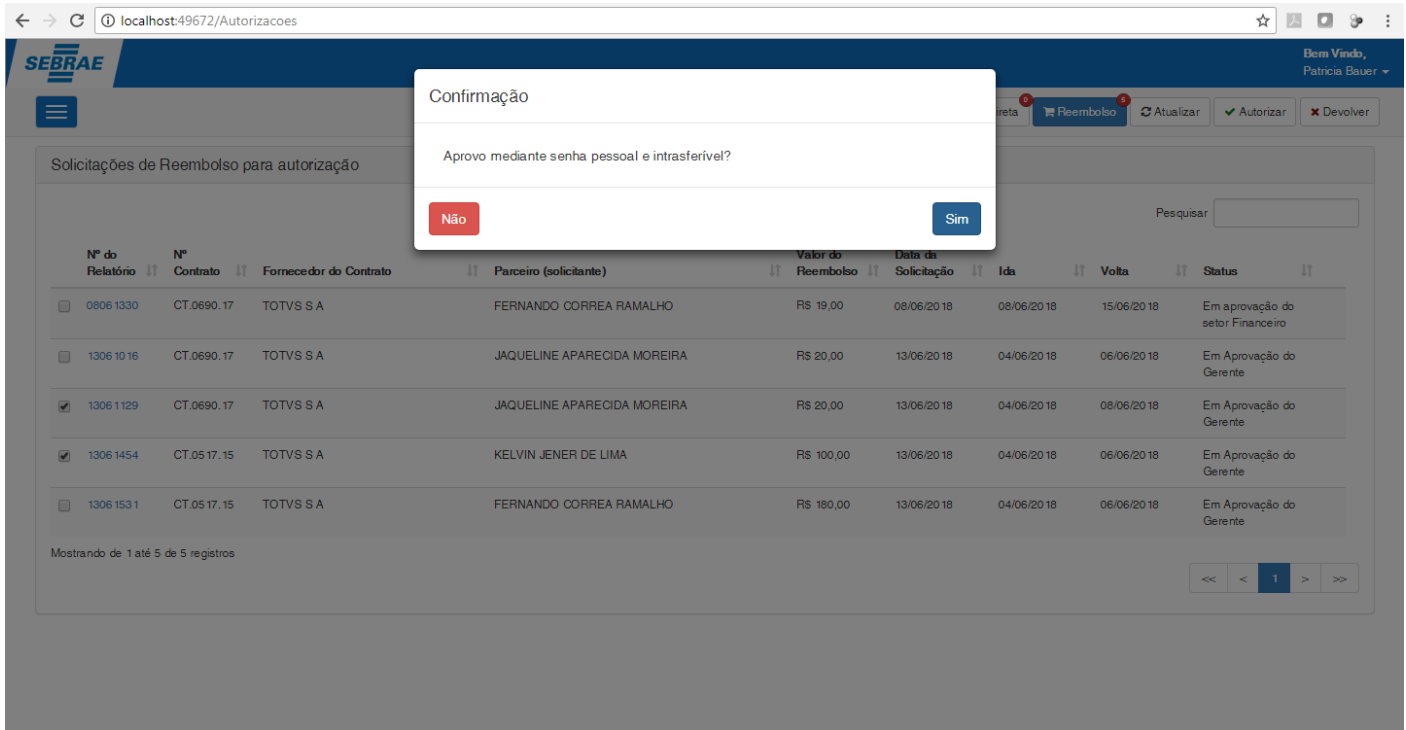 localhost:49672/Autorizacoes
SEBRAE
Bem Vindo,
Patricia Bauer
Confirmação
Aprovo mediante senha pessoal e intrasferível?
Não
Sim
ireta
0
Reembolso
5
Atualizar
Autorizar
Devolver
Solicitações de Reembolso para autorização
Pesquisar
Nº do Relatório Nº Contrato Fornecedor do Contrato Parceiro (solicitante) Valor do Reembolso Data da Solicitação Ida Volta Status
08061330 CT.0690.17 TOTVS S A FERNANDO CORREA RAMALHO R$ 19,00 08/06/2018 08/06/2018 15/06/2018 Em aprovação do
setor Financeiro
13061016 CT.0690.17 TOTVS S A JAQUELINE APARECIDA MOREIRA R$ 20,00 13/06/2018 04/06/2018 06/06/2018 Em Aprovação do
Gerente
13061129 CT.0690.17 TOTVS S A JAQUELINE APARECIDA MOREIRA R$ 20,00 13/06/2018 04/06/2018 08/06/2018 Em Aprovação do
Gerente
13061454 CT.0517.15 TOTVS S A KELVIN JENER DE LIMA R$ 100,00 13/06/2018 04/06/2018 06/06/2018 Em Aprovação do
Gerente
13061531 CT.0517.15 TOTVS S A FERNANDO CORREA RAMALHO R$ 180,00 13/06/2018 04/06/2018 06/06/2018 Em Aprovação do
Gerente
Mostrando de 1 até 5 de 5 registros
<< < 1 > >>